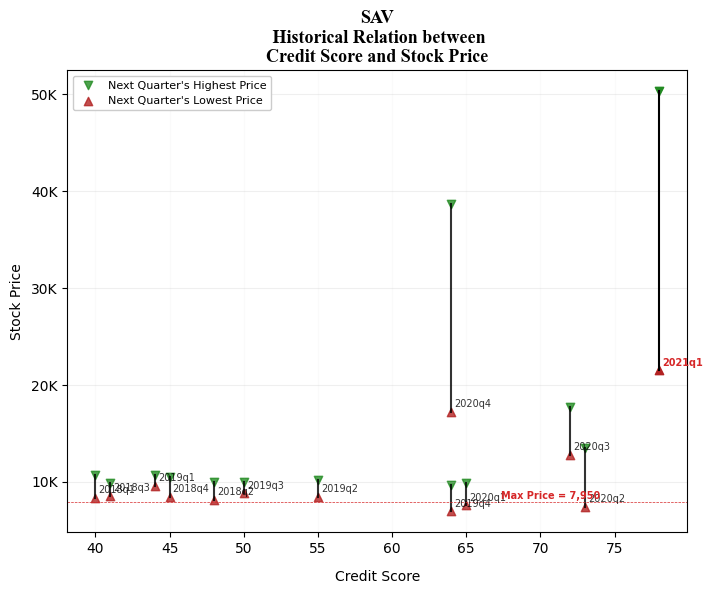 SAV
Historical Relation between
Credit Score and Stock Price
Next Quarter's Highest Price
Next Quarter's Lowest Price
50K
40K
30K
20K
10K
Stock Price
2021q1
2020q4
2020q3
2019q1
2018q1
2018q3
2018q4
2018q2
2019q3
2019q2
2020q1
2019q4
Max Price = 7,950
2020q2
40
45
50
55
60
65
70
75
Credit Score